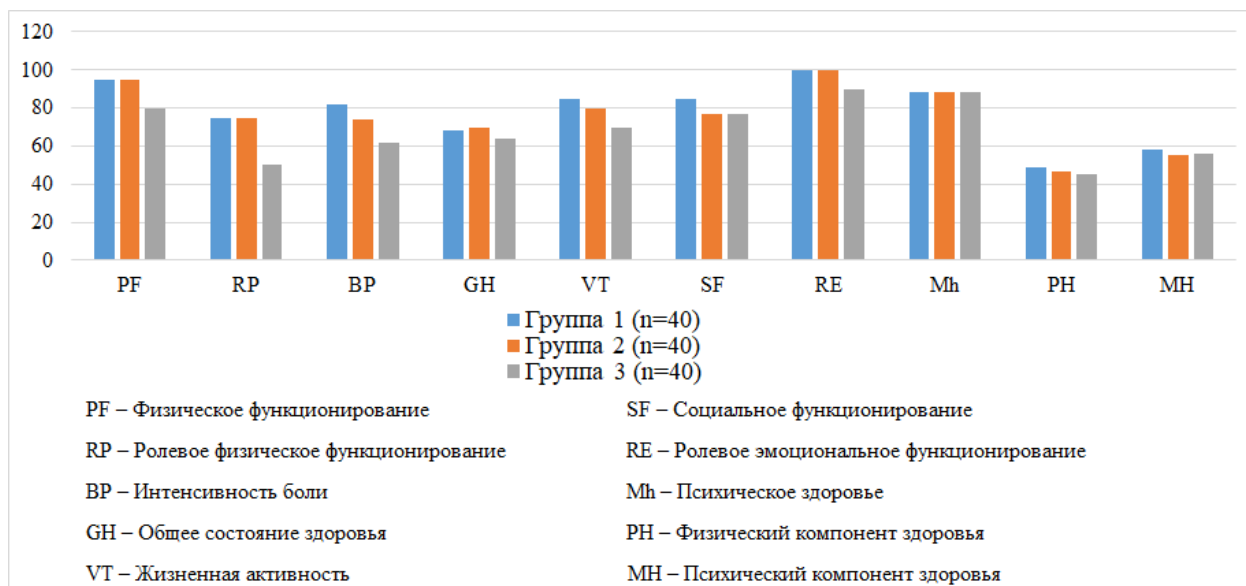 120
100
80
60
40
20
0
PF RP BP GH VT SF RE Mh PH MH
Группа 1 (n=40)
Группа 2 (n=40)
Группа 3 (n=40)
PF – Физическое функционирование
SF – Социальное функционирование
RP – Ролевое физическое функционирование
RE – Ролевое эмоциональное функционирование
BP – Интенсивность боли
Mh – Психическое здоровье
GH – Общее состояние здоровья
PH – Физический компонент здоровья
VT – Жизненная активность
MH – Психический компонент здоровья